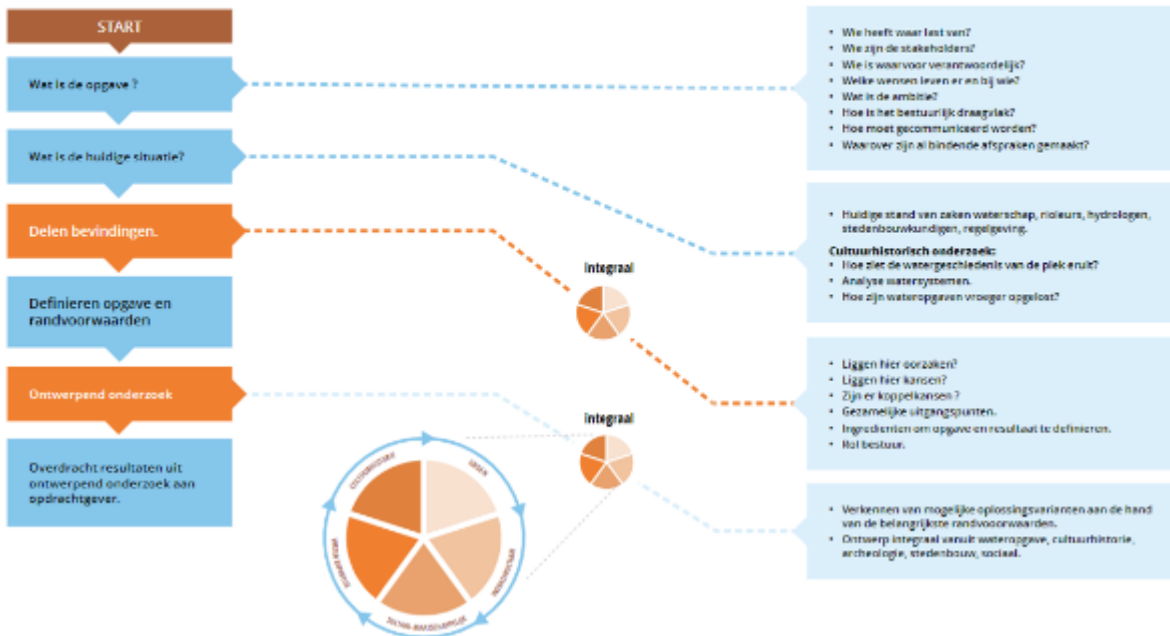 START
Wat is de opgave ?
Wat is de huidige situatie?
Delen bevindingen.
Definieren opgave en
randvoorwaarden
Ontwerpend onderzoek
Overdracht resultaten uit
ontwerpend onderzoek aan
opdrachtgever.
Integraal
Integraal
CULTUURHISTORIE
• Wie heeft waar last van?
• Wie zijn de stakeholders?
• Wie is waarvoor verantwoordelijk?
• Welke wensen leven er en bij wie?
• Wat is de ambitie?
• Hoe is het bestuurlijk draagvlak?
• Hoe moet gecommuniceerd worden?
• Waarover zijn al bindende afspraken gemaakt?
• Huidige stand van zaken waterschap, rioleurs, hydrologen,
stedenbouwkundigen, regelgeving.
Cultuurhistorisch onderzoek:
• Hoe ziet de watergeschiedenis van de plek eruit?
• Analyse watersystemen.
• Hoe zijn wateropgaven vroeger opgelost?
• Liggen hier oorzaken?
• Liggen hier kansen?
• Zijn er koppelkansen ?
• Gezamelijke uitgangspunten.
• Ingredienten om opgave en resultaat te definieren.
• Rol bestuur.
• Verkennen van mogelijke oplossingsvarianten aan de hand
van de belangrijkste randvooorwaarden.
• Ontwerp integraal vanuit wateropgave, cultuurhistorie,
archeologie, stedenbouw, sociaal.